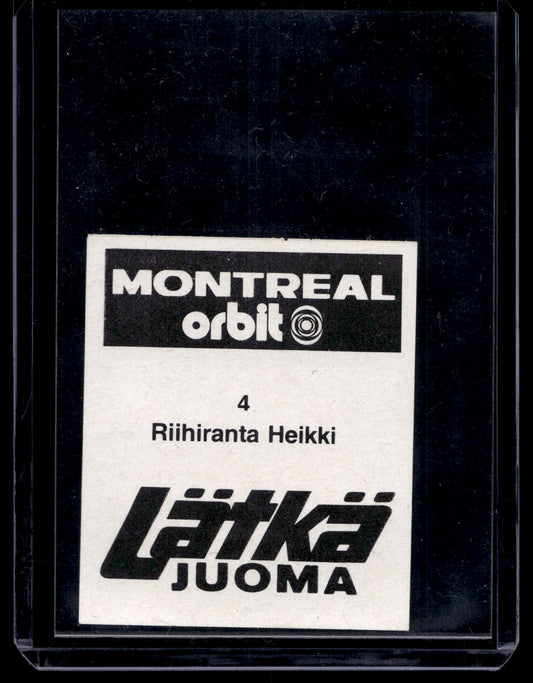 MONTREAL
orbit
4
Riihiranta Heikki
Lätkä
JUOMA